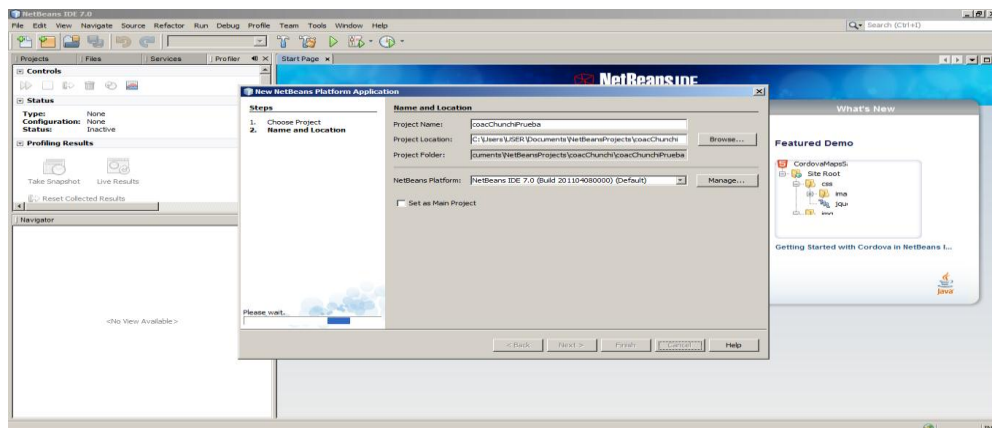 NetBeans IDE 7.0
File Edit View Navigate Source Refactor Run Debug Profile Team Tools Window Help
Search (Ctrl+I)
Projects Files Services Profiler Start Page
Controls
NetBeans IDE
New NetBeans Platform Application
Status
Type: None
Configuration: None
Status: Inactive
Profiling Results
Take Snapshot Live Results
Reset Collected Results
Navigator
<No View Available>
Steps
1. Choose Project
2. Name and Location
Please wait..
Name and Location
Project Name: coacChunchiPrueba
Project Location: C:\Users\USER\Documents\NetBeansProjects\coacChunchi Browse...
Project Folder: cuments\NetBeansProjects\coacChunchi\coacChunchiPrueba
NetBeans Platform: NetBeans IDE 7.0 (Build 201104080000) (Default) Manage...
Set as Main Project
< Back Next > Finish Cancel Help
What's New
Featured Demo
CordovaMapsS
Site Root
css
ima
jqu
img
Getting Started with Cordova in NetBeans I...
Java